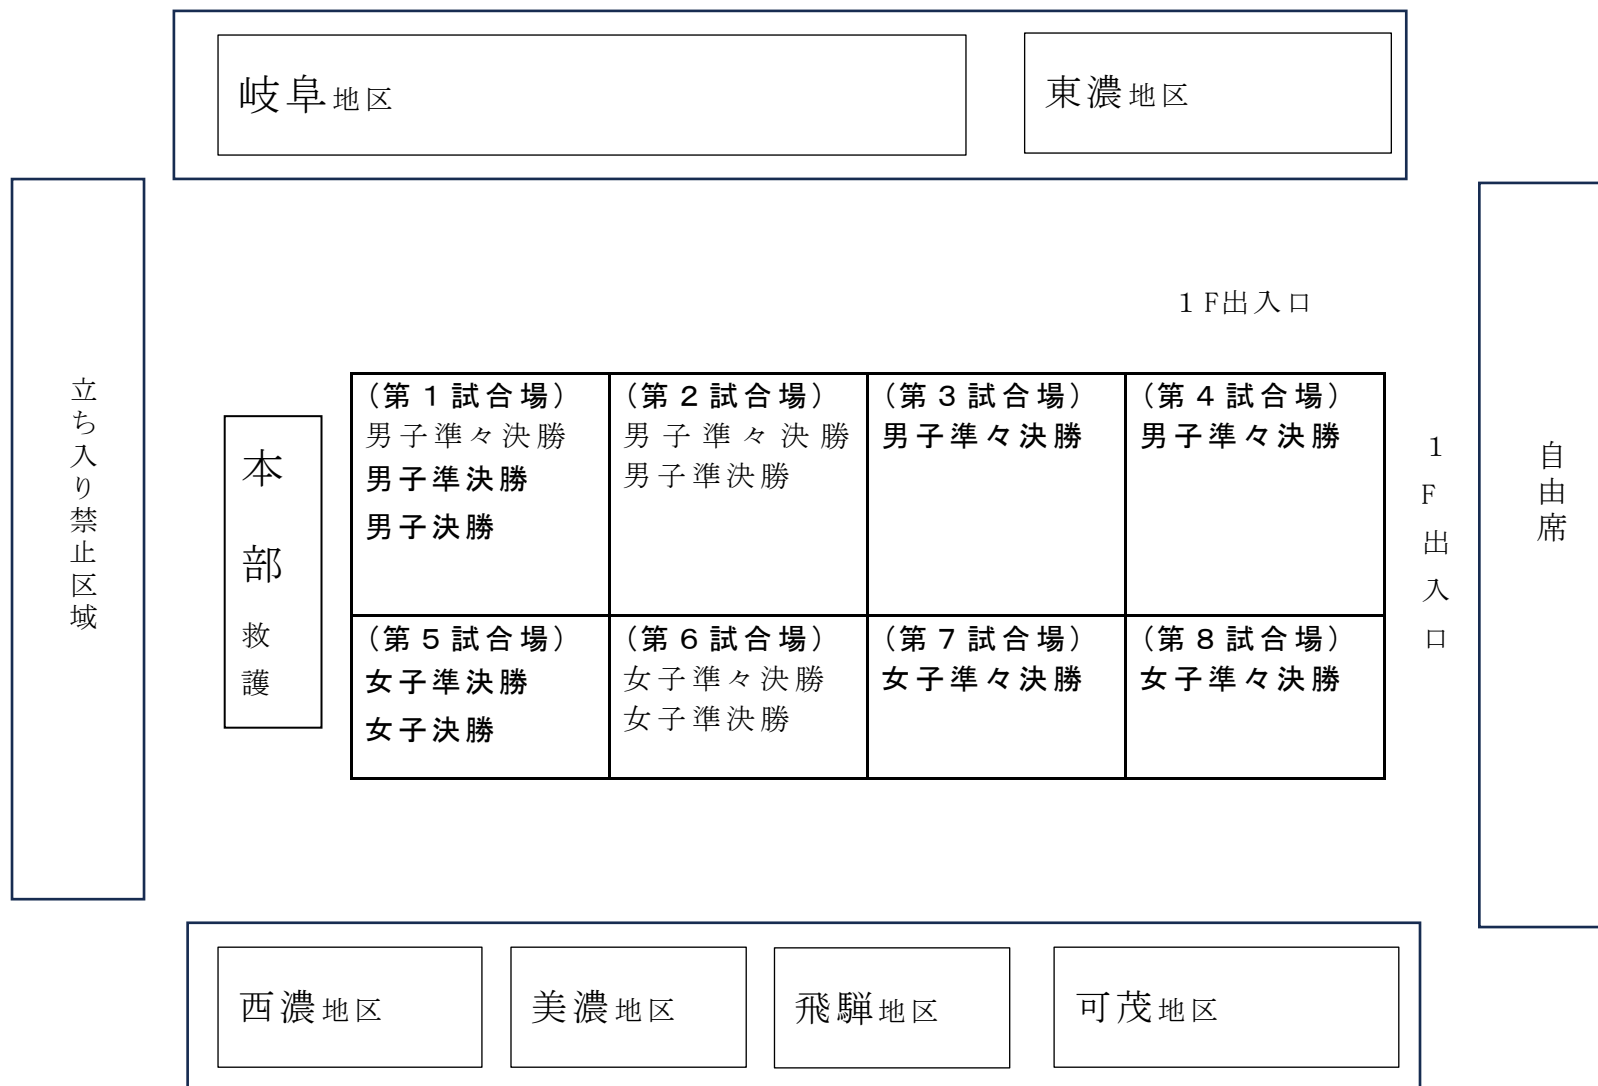 岐阜地区
東濃地区
１F出入口
立ち入り禁止区域
本部 救護
（第１試合場）
男子準々決勝
男子準決勝
男子決勝
（第２試合場）
男子準々決勝
男子準決勝
（第３試合場）
男子準々決勝
（第４試合場）
男子準々決勝
（第５試合場）
女子準決勝
女子決勝
（第６試合場）
女子準々決勝
女子準決勝
（第７試合場）
女子準々決勝
（第８試合場）
女子準々決勝
１F出入口
自由席
西濃地区
美濃地区
飛騨地区
可茂地区